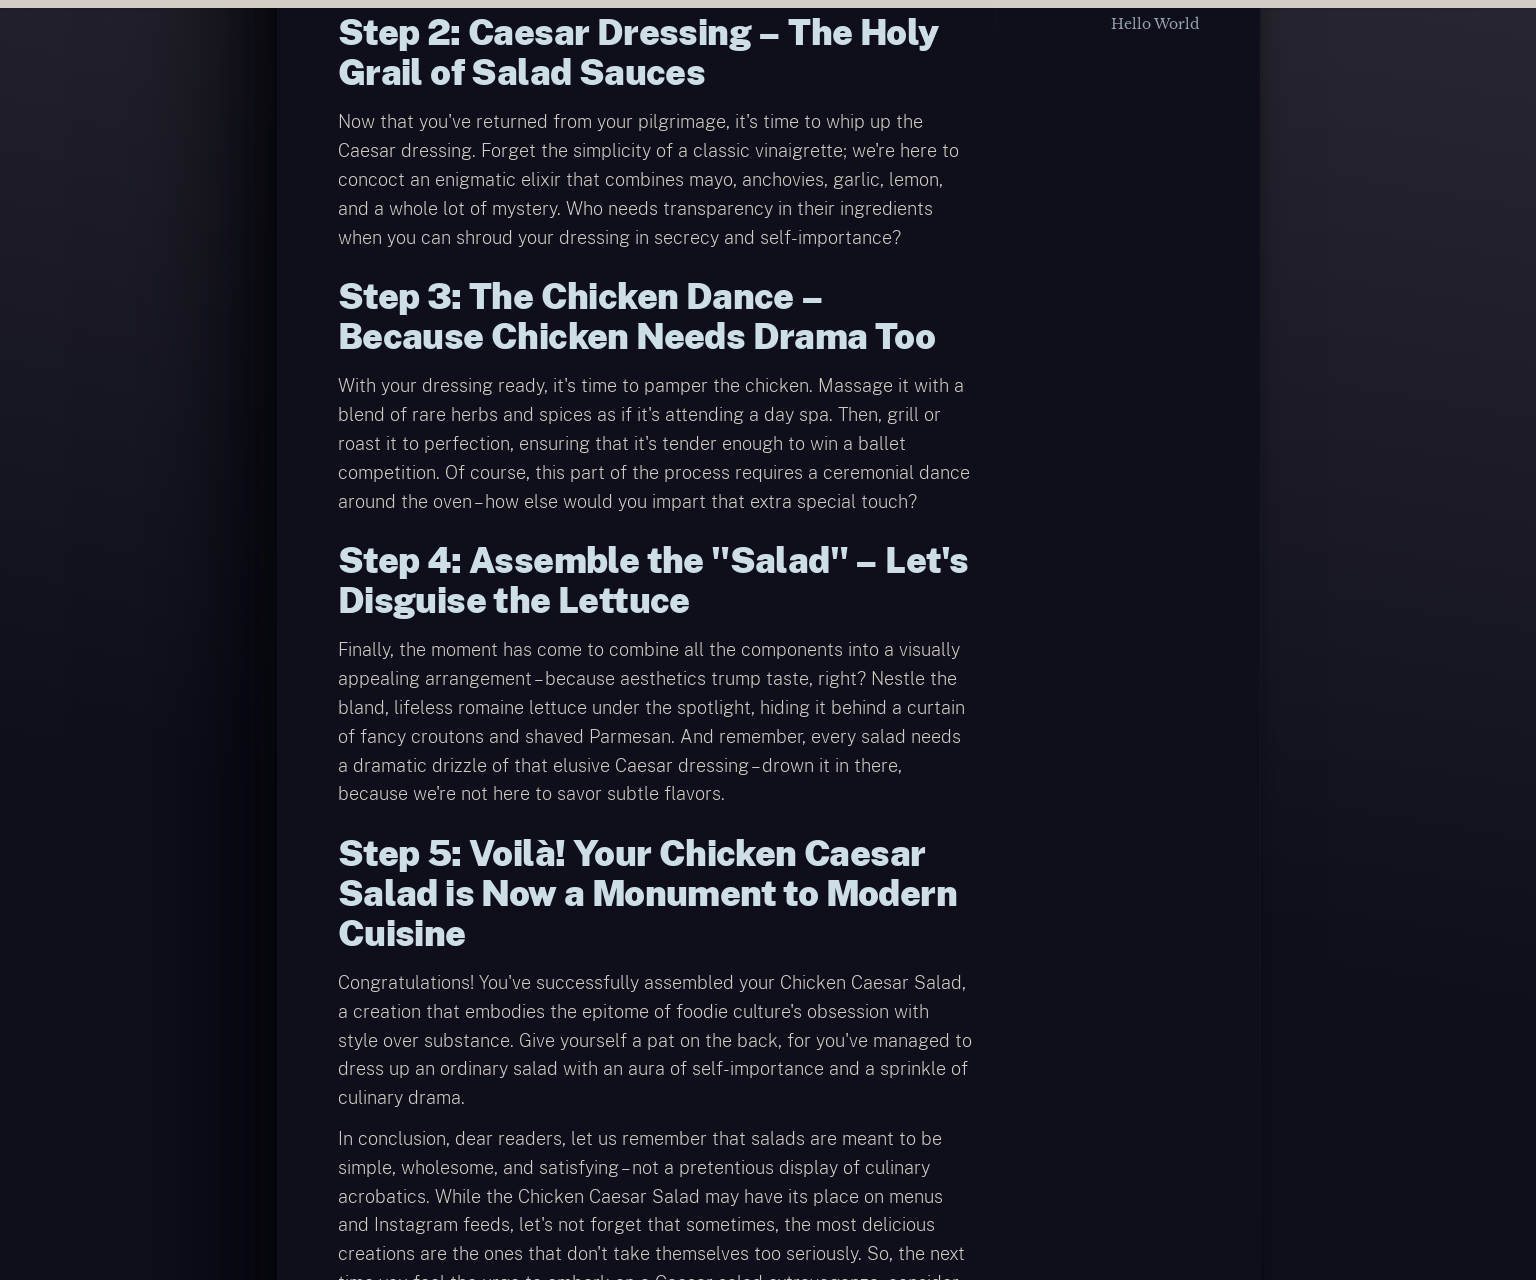 Step 2: Caesar Dressing – The Holy
Grail of Salad Sauces
Now that you've returned from your pilgrimage, it's time to whip up the
Caesar dressing. Forget the simplicity of a classic vinaigrette; we're here to
concoct an enigmatic elixir that combines mayo, anchovies, garlic, lemon,
and a whole lot of mystery. Who needs transparency in their ingredients
when you can shroud your dressing in secrecy and self-importance?
Step 3: The Chicken Dance –
Because Chicken Needs Drama Too
With your dressing ready, it's time to pamper the chicken. Massage it with a
blend of rare herbs and spices as if it's attending a day spa. Then, grill or
roast it to perfection, ensuring that it's tender enough to win a ballet
competition. Of course, this part of the process requires a ceremonial dance
around the oven–how else would you impart that extra special touch?
Step 4: Assemble the "Salad" – Let's
Disguise the Lettuce
Finally, the moment has come to combine all the components into a visually
appealing arrangement–because aesthetics trump taste, right? Nestle the
bland, lifeless romaine lettuce under the spotlight, hiding it behind a curtain
of fancy croutons and shaved Parmesan. And remember, every salad needs
a dramatic drizzle of that elusive Caesar dressing–drown it in there,
because we're not here to savor subtle flavors.
Step 5: Voilà! Your Chicken Caesar
Salad is Now a Monument to Modern
Cuisine
Congratulations! You've successfully assembled your Chicken Caesar Salad,
a creation that embodies the epitome of foodie culture's obsession with
style over substance. Give yourself a pat on the back, for you've managed to
dress up an ordinary salad with an aura of self-importance and a sprinkle of
culinary drama.
In conclusion, dear readers, let us remember that salads are meant to be
simple, wholesome, and satisfying–not a pretentious display of culinary
acrobatics. While the Chicken Caesar Salad may have its place on menus
and Instagram feeds, let's not forget that sometimes, the most delicious
creations are the ones that don't take themselves too seriously. So, the next
Hello World